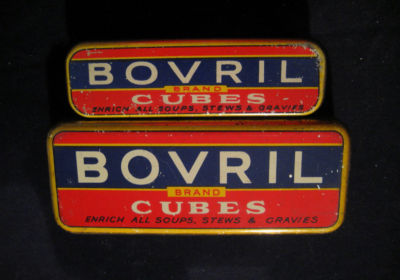 BOVRIL
BRAND
CUBES
ENRICH ALL SOUPS, STEWS & GRAVIES
BOVRIL
BRAND
CUBES
ENRICH ALL SOUPS, STEWS & GRAVIES